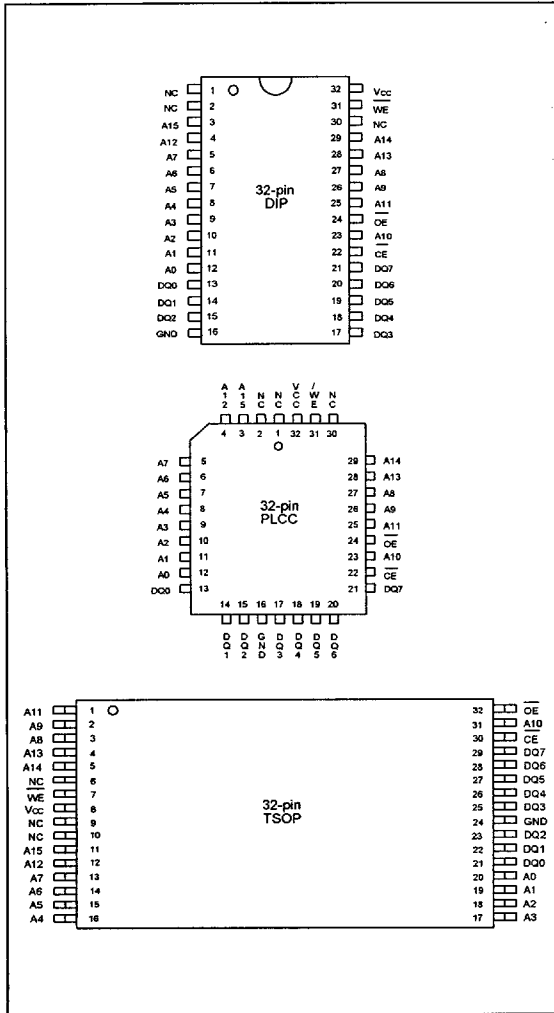 NC 1 32 Vcc
NC 2 31 WE
A15 3 30 NC
A12 4 29 A14
A7 5 28 A13
A6 6 27 A8
A5 7 32-pin 26 A9
A4 8 DIP 25 A11
A3 9 24 OE
A2 10 23 A10
A1 11 22 CE
A0 12 21 DQ7
DQ0 13 20 DQ6
DQ1 14 19 DQ5
DQ2 15 18 DQ4
GND 16 17 DQ3
A12 A15 NC NC VCC /WE NC
4 3 2 1 32 31 30
A7 5 29 A14
A6 6 28 A13
A5 7 27 A8
A4 8 32-pin 26 A9
A3 9 PLCC 25 A11
A2 10 24 OE
A1 11 23 A10
A0 12 22 CE
DQ0 13 21 DQ7
14 15 16 17 18 19 20
DQ1 DQ2 GND DQ3 DQ4 DQ5 DQ6
A11 1 32 OE
A9 2 31 A10
A8 3 30 CE
A13 4 29 DQ7
A14 5 28 DQ6
NC 6 27 DQ5
WE 7 26 DQ4
Vcc 8 32-pin 25 DQ3
NC 9 TSOP 24 GND
NC 10 23 DQ2
A15 11 22 DQ1
A12 12 21 DQ0
A7 13 20 A0
A6 14 19 A1
A5 15 18 A2
A4 16 17 A3